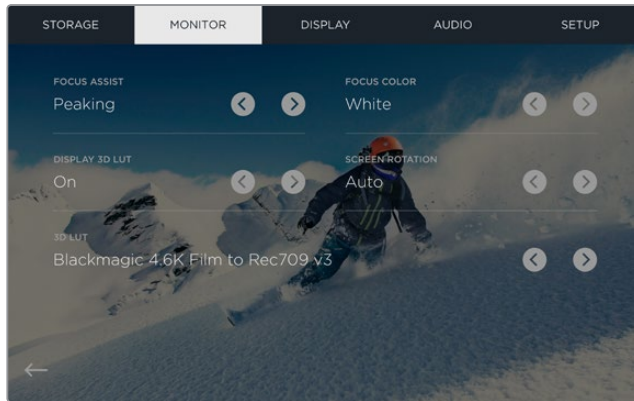 STORAGE MONITOR DISPLAY AUDIO SETUP
FOCUS ASSIST FOCUS COLOR
Peaking White
DISPLAY 3D LUT SCREEN ROTATION
On Auto
3D LUT
Blackmagic 4.6K Film to Rec709 v3